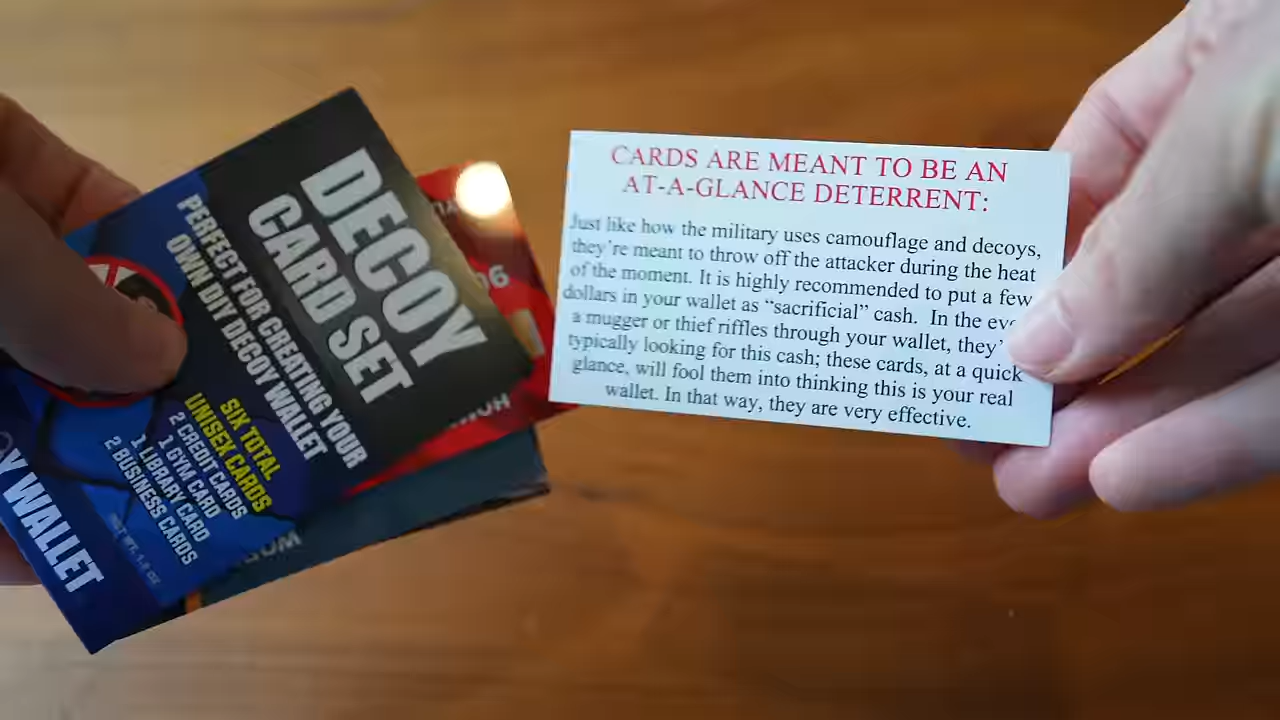 DECOY
CARD SET
PERFECT FOR CREATING YOUR
OWN DIY DECOY WALLET
SIX TOTAL
UNISEX CARDS
2 CREDIT CARDS
1 GYM CARD
1 LIBRARY CARD
2 BUSINESS CARDS
WALLET
CARDS ARE MEANT TO BE AN
AT-A-GLANCE DETERRENT:
Just like how the military uses camouflage and decoys,
they're meant to throw off the attacker during the heat
of the moment. It is highly recommended to put a few
dollars in your wallet as “sacrificial” cash. In the
a mugger or thief riffles through your wallet,
typically looking for this cash; these cards, at a quick
glance, will fool them into thinking this is your real
wallet. In that way, they are very effective.